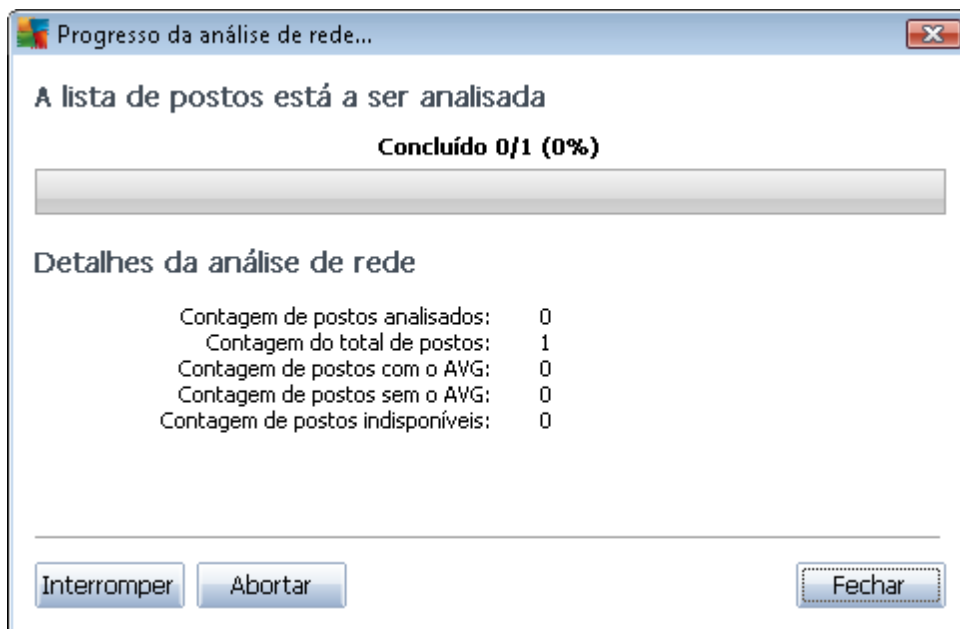 Progresso da análise de rede...
A lista de postos está a ser analisada
Concluído 0/1 (0%)
Detalhes da análise de rede
Contagem de postos analisados: 0
Contagem do total de postos: 1
Contagem de postos com o AVG: 0
Contagem de postos sem o AVG: 0
Contagem de postos indisponíveis: 0
Interromper Abortar Fechar